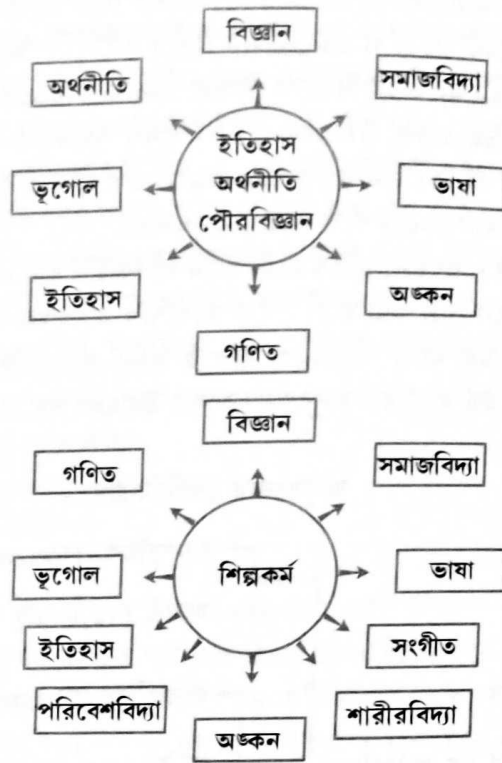 বিজ্ঞান
অর্থনীতি
সমাজবিদ্যা
ইতিহাস
অর্থনীতি
পৌরবিজ্ঞান
ভূগোল
ভাষা
ইতিহাস
অঙ্কন
গণিত
বিজ্ঞান
গণিত
সমাজবিদ্যা
শিল্পকর্ম
ভূগোল
ভাষা
ইতিহাস
সংগীত
পরিবেশবিদ্যা
শারীরবিদ্যা
অঙ্কন